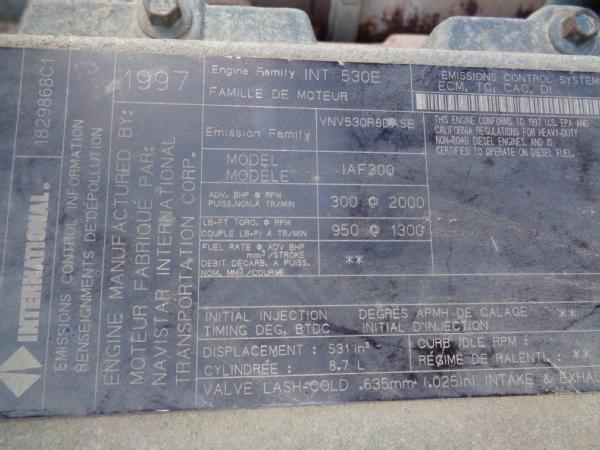 INTERNATIONAL®
1829868C1
EMISSIONS CONTROL INFORMATION
RENSEIGNMENTS DE DÉPOLLUTION
ENGINE MANUFACTURED BY:
MOTEUR FABRIQUÉ PAR:
NAVISTAR INTERNATIONAL
TRANSPORTATION CORP.
1997
Engine Family INT 530E
FAMILLE DE MOTEUR
Emission Family VNV530R8DASE
MODEL
MODÈLE 1AF300
ADV. BHP @ RPM
PUISS.NOM.À TR/MIN 300 @ 2000
LB-FT TORQ. @ RPM
COUPLE LB-PI A TR/MIN 950 @ 1300
FUEL RATE @ ADV BHP
mm³/STROKE
DEBIT DECARB. A PUISS.
NOM. MM³/COURSE **
INITIAL INJECTION
TIMING DEG, BTDC
DEGRÉS APMH DE CALAGE
INITIAL D'INJECTION **
DISPLACEMENT : 531 in³
CYLINDRÉE : 8.7 L
CURB IDLE RPM :
RÉGIME DE RALENTI. : **
VALVE LASH-COLD .635mm (.025in) INTAKE & EXHAU
EMISSIONS CONTROL SYSTEM
ECM, TC, CAC, DI
THIS ENGINE CONFORMS TO 1997 U.S. EPA AND
CALIFORNIA REGULATIONS FOR HEAVY-DUTY
NON-ROAD DIESEL ENGINES, AND IS
CERTIFIED TO OPERATE ON DIESEL FUEL.